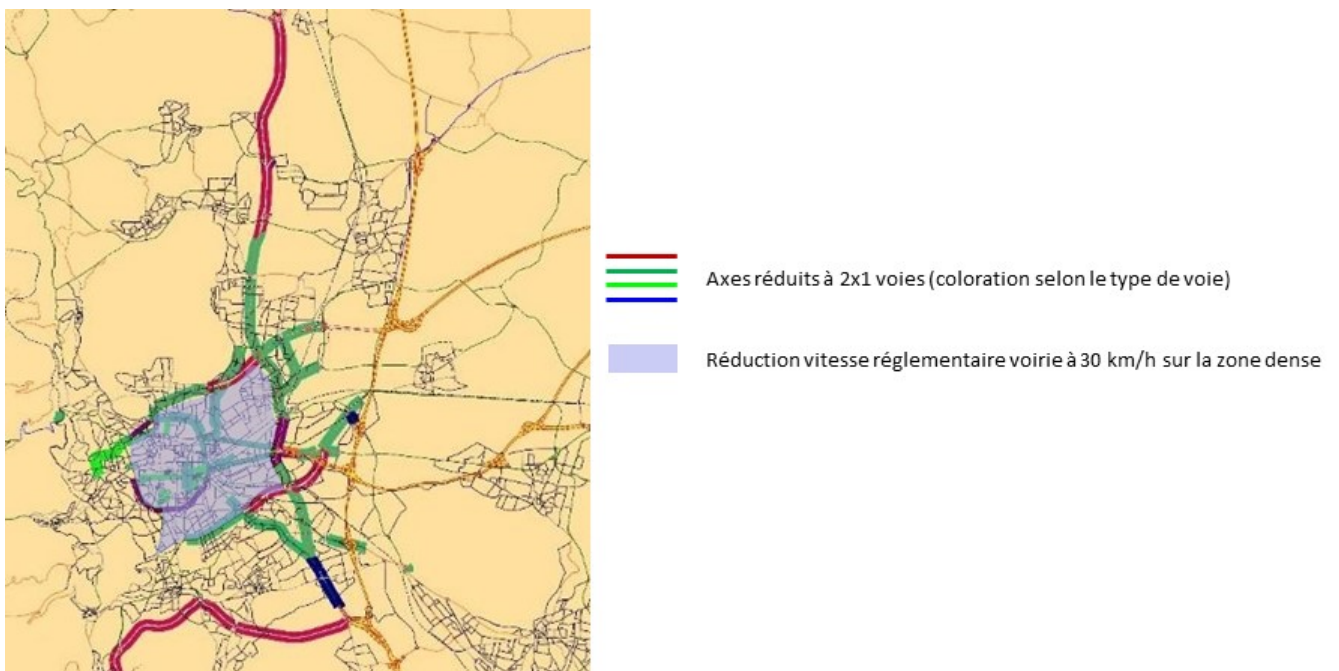 Axes réduits à 2x1 voies (coloration selon le type de voie)
Réduction vitesse réglementaire voirie à 30 km/h sur la zone dense